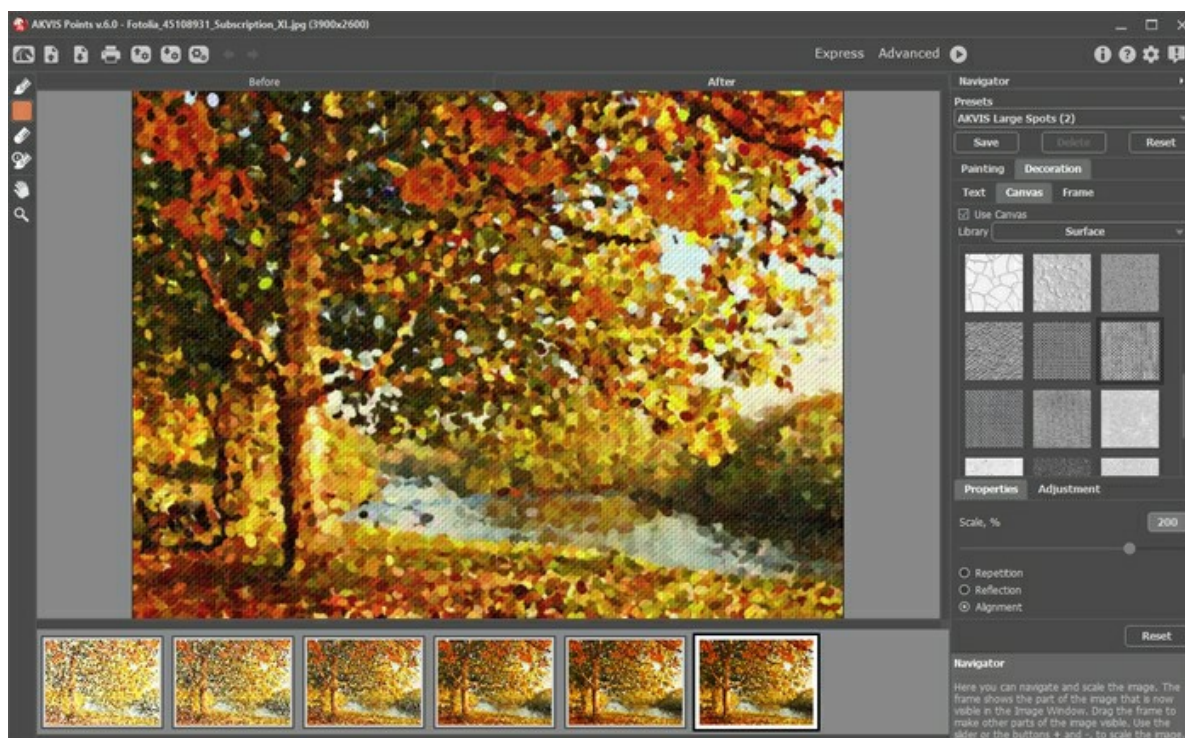 AKVIS Points v.6.0 - Fotolia_45108931_Subscription_XL.jpg (3900x2600)
Express Advanced
Before After
Navigator
Presets
AKVIS Large Spots (2)
Save Delete Reset
Painting Decoration
Text Canvas Frame
Use Canvas
Library Surface
Properties Adjustment
Scale, % 200
Repetition
Reflection
Alignment
Reset
Navigator
Here you can navigate and scale the image. The
frame shows the part of the image that is now
visible in the Image Window. Drag the frame to
make other parts of the image visible. Use the
slider or the buttons + and -, to scale the image